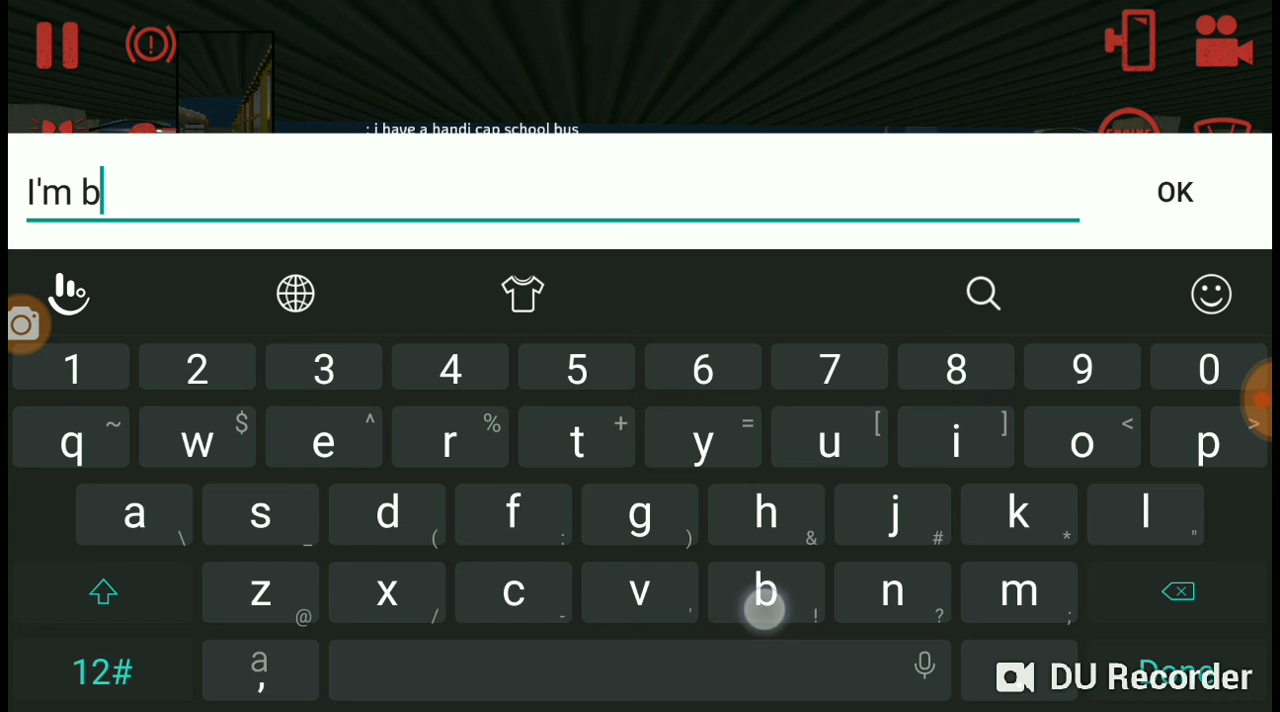 : i have a handi cap school bus
I'm b
OK
1 2 3 4 5 6 7 8 9 0
q ~ w $ e ^ r % t + y = u [ i ] o < p >
a \ s _ d ( f : g ) h & j # k * l "
z @ x / c - v ' b ! n ? m ;
12# a , Done
DU Recorder